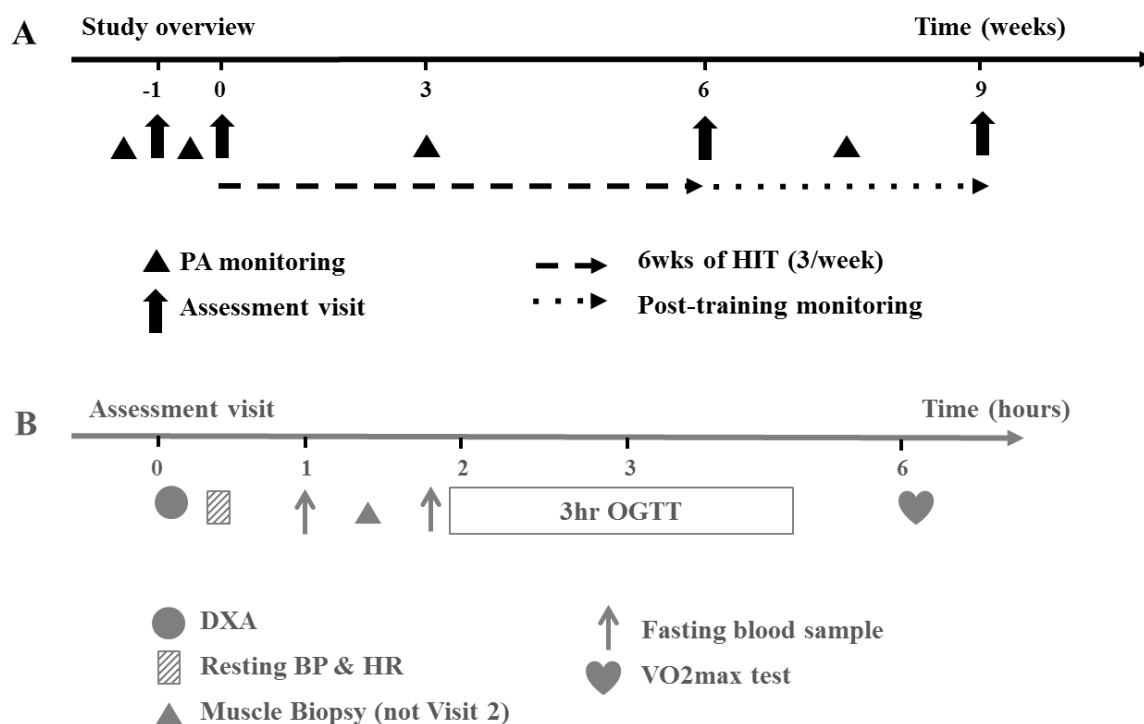 A
Study overview
Time (weeks)
-1 0 3 6 9
PA monitoring
6wks of HIT (3/week)
Assessment visit
Post-training monitoring
B
Assessment visit
Time (hours)
0 1 2 3 6
3hr OGTT
DXA
Fasting blood sample
Resting BP & HR
VO2max test
Muscle Biopsy (not Visit 2)